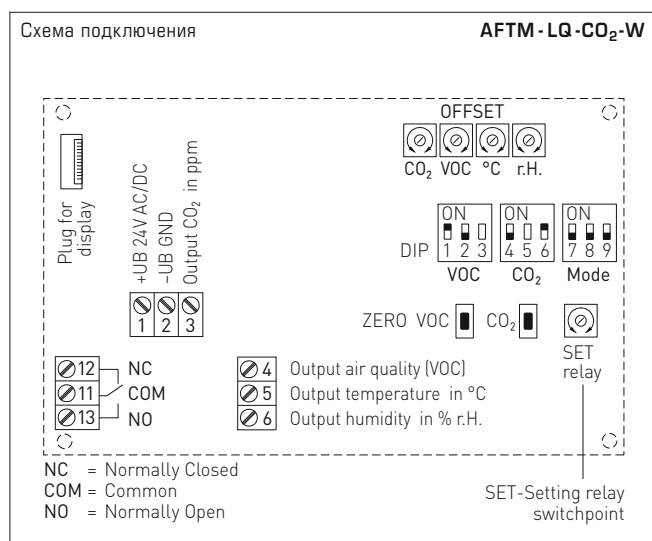 Схема подключения
AFTM-LQ-CO₂-W
OFFSET
CO₂ VOC °C r.H.
Plug for
display
+UB 24V AC/DC
–UB GND
Output CO₂ in ppm
1 2 3
ON ON ON
DIP 1 2 3 4 5 6 7 8 9
VOC CO₂ Mode
ZERO VOC CO₂
SET
relay
12 NC
11 COM
13 NO
4 Output air quality (VOC)
5 Output temperature in °C
6 Output humidity in % r.H.
NC = Normally Closed
COM = Common
NO = Normally Open
SET-Setting relay
switchpoint